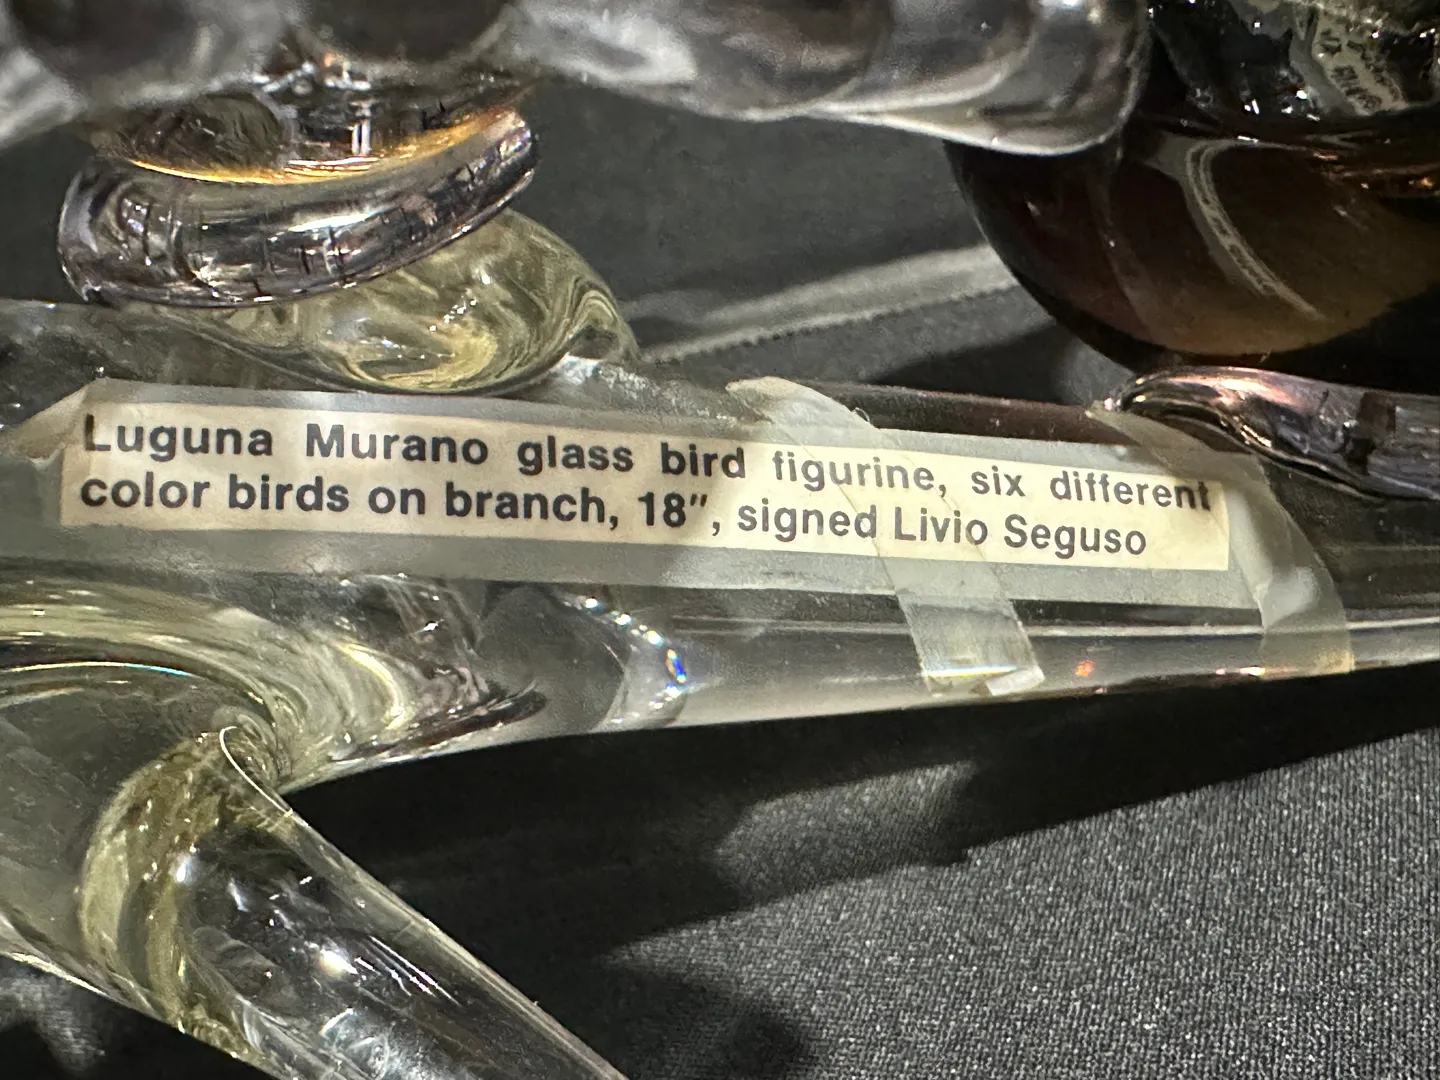 Luguna Murano glass bird figurine, six different
color birds on branch, 18", signed Livio Seguso